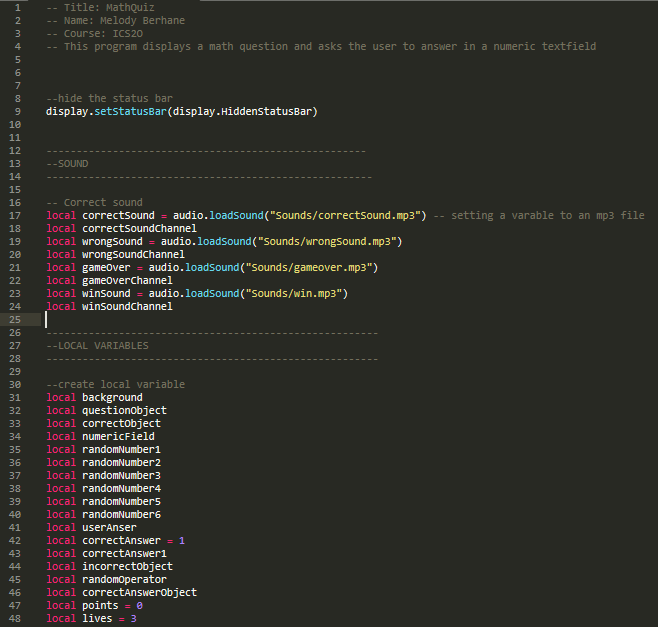 1 -- Title: MathQuiz
2 -- Name: Melody Berhane
3 -- Course: ICS2O
4 -- This program displays a math question and asks the user to answer in a numeric textfield
5
6
7
8 --hide the status bar
9 display.setStatusBar(display.HiddenStatusBar)
10
11
12 -----------------------------------------------------
13 --SOUND
14 ------------------------------------------------------
15
16 -- Correct sound
17 local correctSound = audio.loadSound("Sounds/correctSound.mp3") -- setting a varable to an mp3 file
18 local correctSoundChannel
19 local wrongSound = audio.loadSound("Sounds/wrongSound.mp3")
20 local wrongSoundChannel
21 local gameOver = audio.loadSound("Sounds/gameover.mp3")
22 local gameOverChannel
23 local winSound = audio.loadSound("Sounds/win.mp3")
24 local winSoundChannel
25
26 -------------------------------------------------------
27 --LOCAL VARIABLES
28 -------------------------------------------------------
29
30 --create local variable
31 local background
32 local questionObject
33 local correctObject
34 local numericField
35 local randomNumber1
36 local randomNumber2
37 local randomNumber3
38 local randomNumber4
39 local randomNumber5
40 local randomNumber6
41 local userAnser
42 local correctAnswer = 1
43 local correctAnswer1
44 local incorrectObject
45 local randomOperator
46 local correctAnswerObject
47 local points = 0
48 local lives = 3